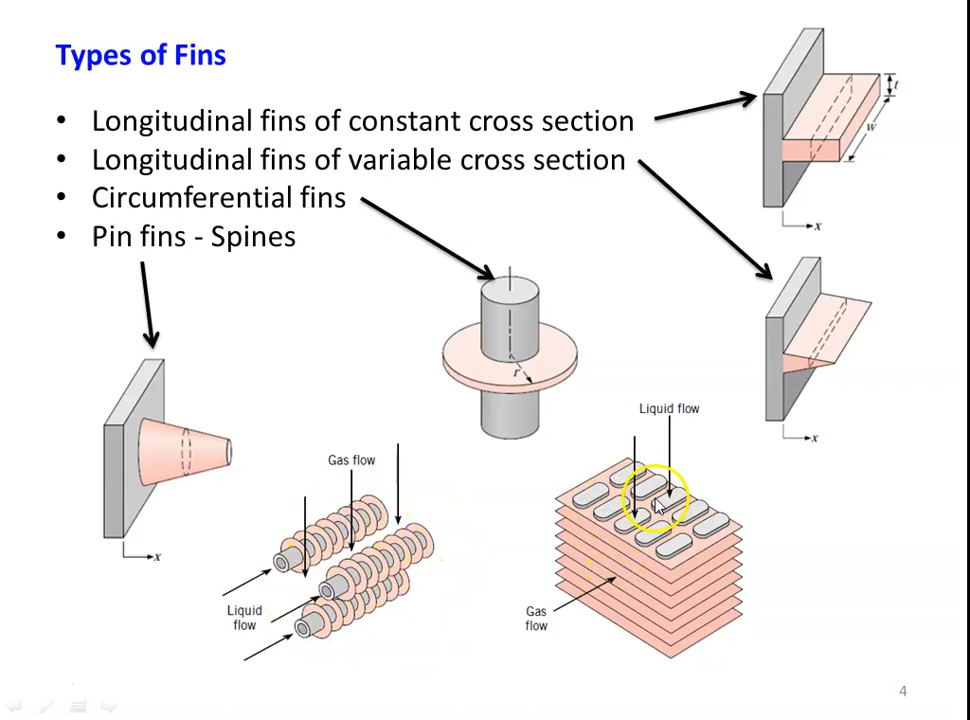 Types of Fins
• Longitudinal fins of constant cross section
• Longitudinal fins of variable cross section
• Circumferential fins
• Pin fins - Spines
t
w
x
r
x
Liquid flow
Gas flow
x
Liquid
flow
Gas
flow
4